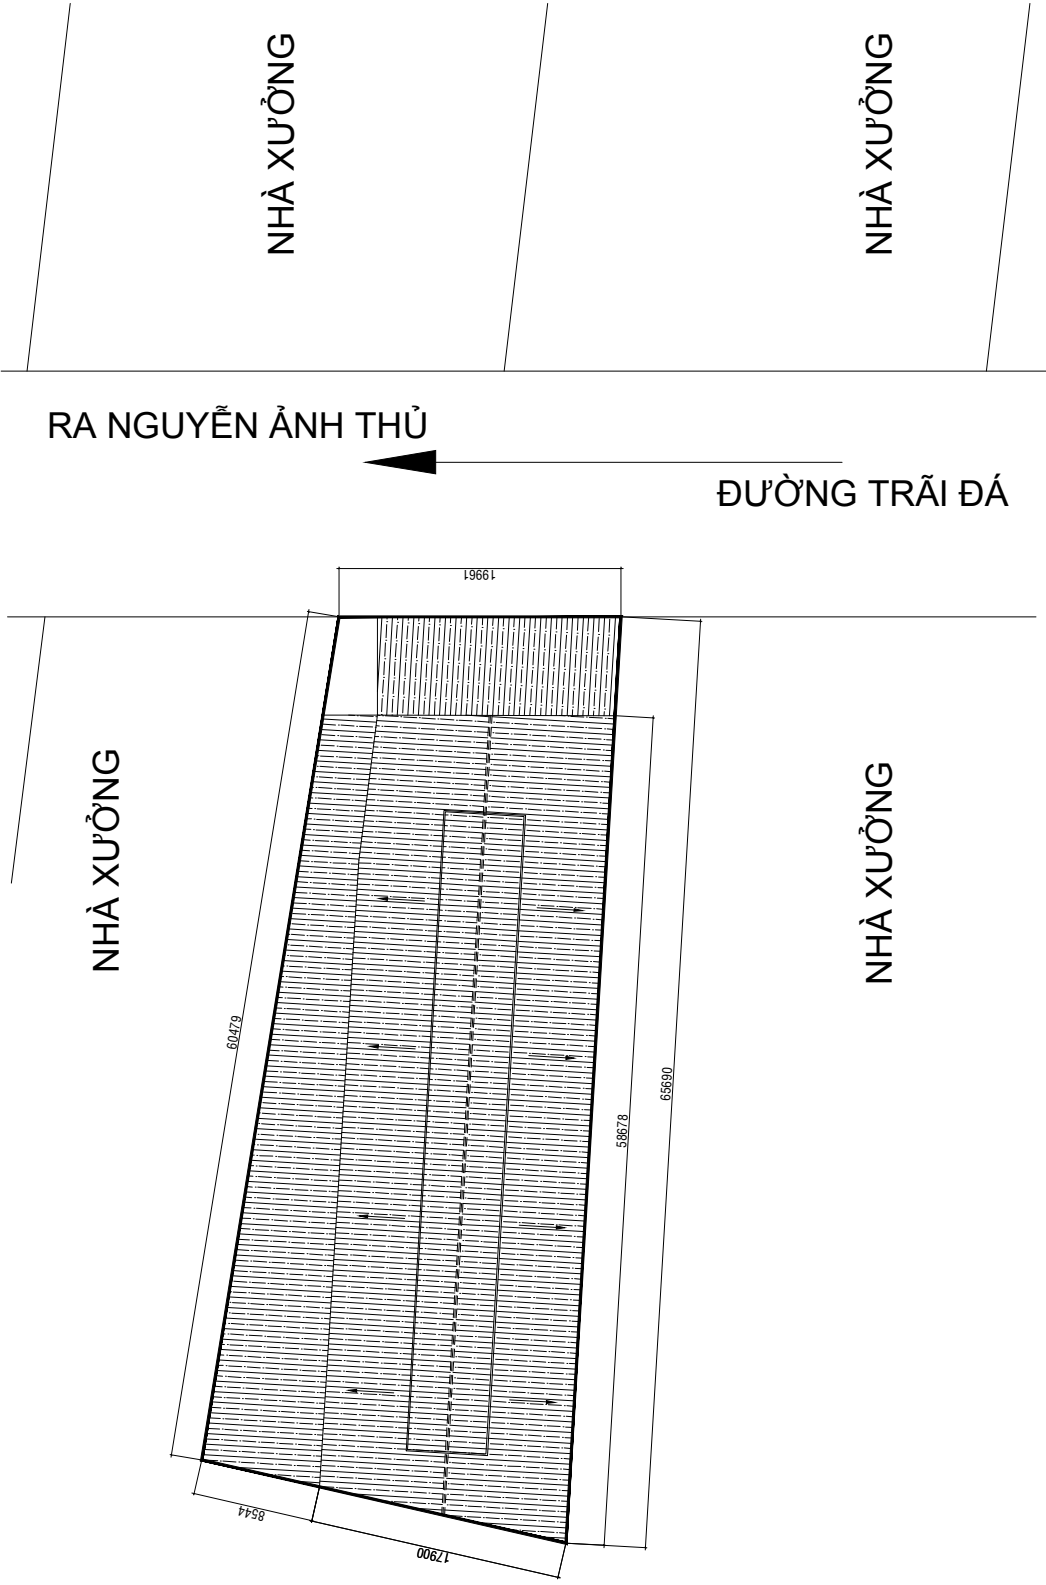 NHÀ XƯỞNG
NHÀ XƯỞNG
RA NGUYỄN ẢNH THỦ
ĐƯỜNG TRÃI ĐÁ
19961
NHÀ XƯỞNG
NHÀ XƯỞNG
60479
65690
58678
8544
17900